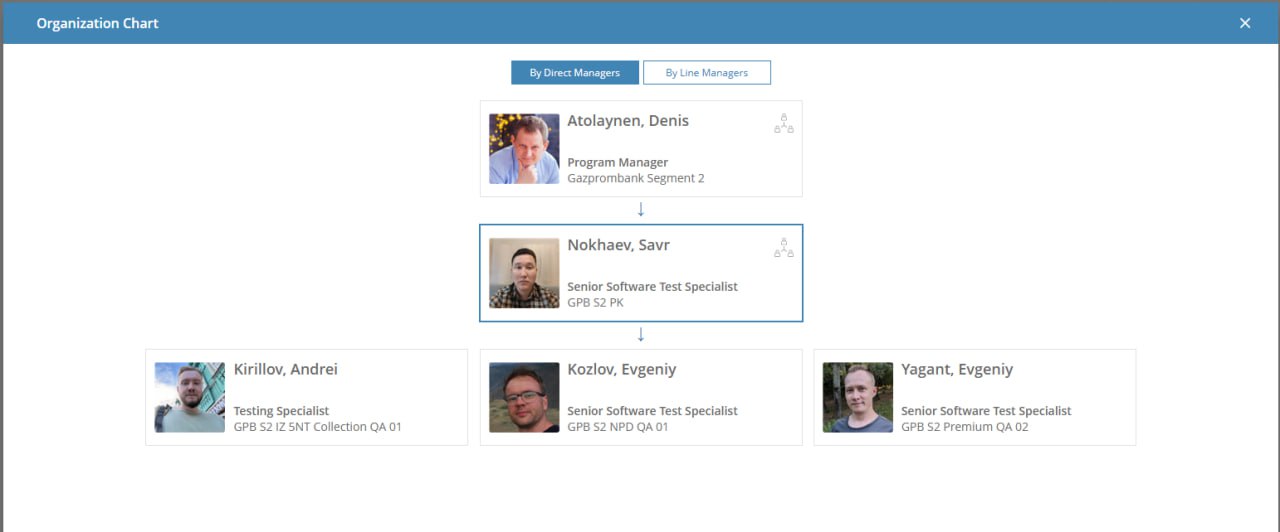 Organization Chart
By Direct Managers
By Line Managers
Atolaynen, Denis
Program Manager
Gazprombank Segment 2
Nokhaev, Savr
Senior Software Test Specialist
GPB S2 PK
Kirillov, Andrei
Testing Specialist
GPB S2 IZ 5NT Collection QA 01
Kozlov, Evgeniy
Senior Software Test Specialist
GPB S2 NPD QA 01
Yagant, Evgeniy
Senior Software Test Specialist
GPB S2 Premium QA 02